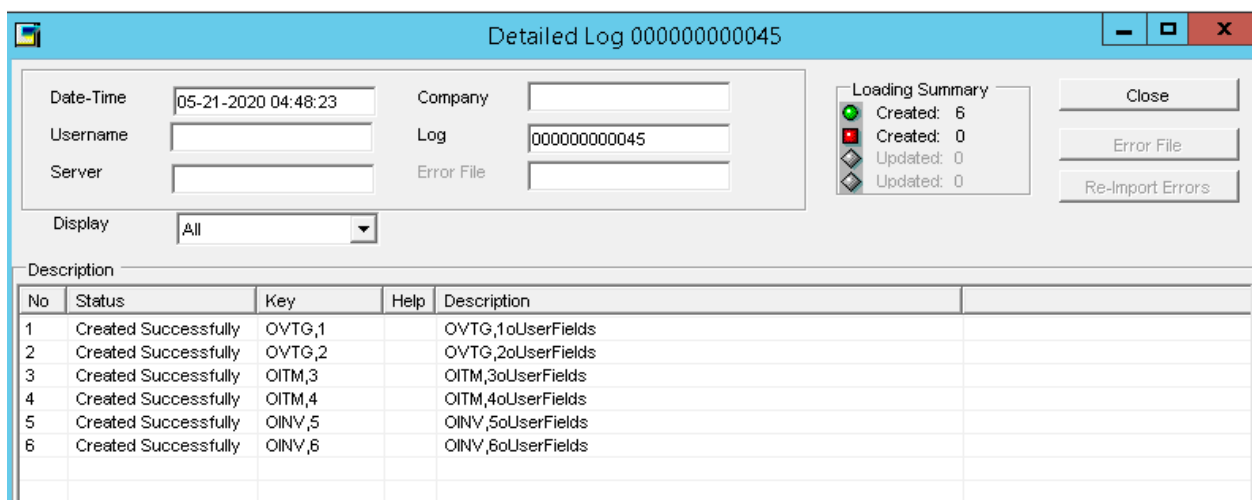 Detailed Log 000000000045
Date-Time 05-21-2020 04:48:23 Company Loading Summary Close
Created: 6
Username Log 000000000045 Created: 0 Error File
Updated: 0
Server Error File Updated: 0 Re-Import Errors
Display All
Description
No Status Key Help Description
1 Created Successfully OVTG,1 OVTG,1oUserFields
2 Created Successfully OVTG,2 OVTG,2oUserFields
3 Created Successfully OITM,3 OITM,3oUserFields
4 Created Successfully OITM,4 OITM,4oUserFields
5 Created Successfully OINV,5 OINV,5oUserFields
6 Created Successfully OINV,6 OINV,6oUserFields